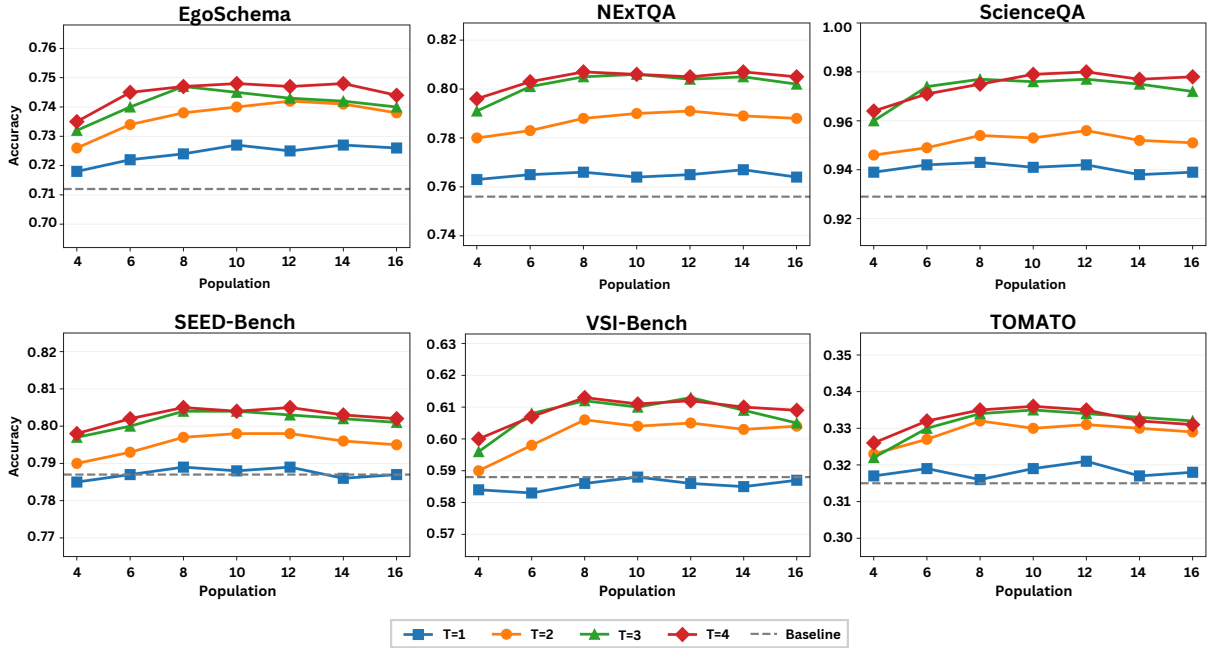 EgoSchema
NExTQA
ScienceQA
Accuracy
0.76
0.75
0.74
0.73
0.72
0.71
0.70
4 6 8 10 12 14 16
Population
0.82
0.80
0.78
0.76
0.74
4 6 8 10 12 14 16
Population
1.00
0.98
0.96
0.94
0.92
4 6 8 10 12 14 16
Population
SEED-Bench
VSI-Bench
TOMATO
Accuracy
0.82
0.81
0.80
0.79
0.78
0.77
4 6 8 10 12 14 16
Population
0.63
0.62
0.61
0.60
0.59
0.58
0.57
4 6 8 10 12 14 16
Population
0.35
0.34
0.33
0.32
0.31
0.30
4 6 8 10 12 14 16
Population
T=1 T=2 T=3 T=4 Baseline